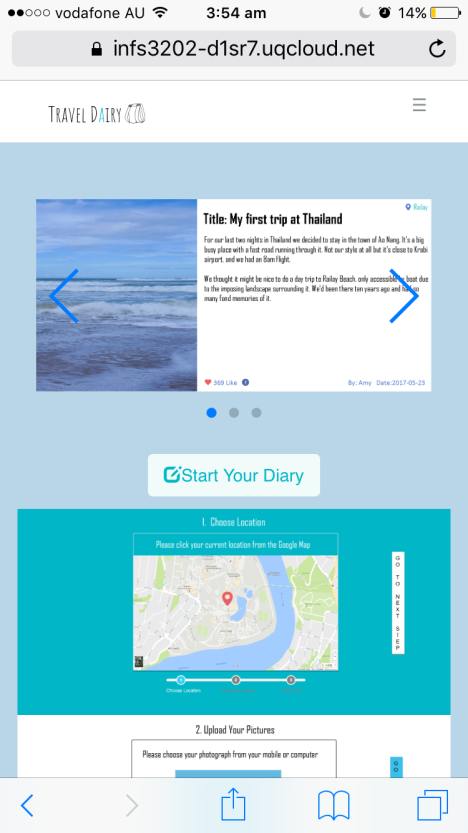 vodafone AU 3:54 am 14%
infs3202-d1sr7.uqcloud.net
TRAVEL DAIRY
Railay
Title: My first trip at Thailand
For our last two nights in Thailand we decided to stay in the town of Ao Nang. It's a big
busy place with a fast road running through it. Not our style at all but it's close to Krabi
airport, and we had an 8am flight.
We thought it might be nice to do a day trip to Railay Beach, only accessible by boat due
to the imposing landscape surrounding it. We'd been there ten years ago and had so
many fond memories of it.
369 Like
By: Amy Date:2017-05-23
Start Your Diary
1. Choose Location
Please click your current location from the Google Map
GO TO NEXT STEP
Choose Location
2. Upload Your Pictures
Please choose your photograph from your mobile or computer
GO